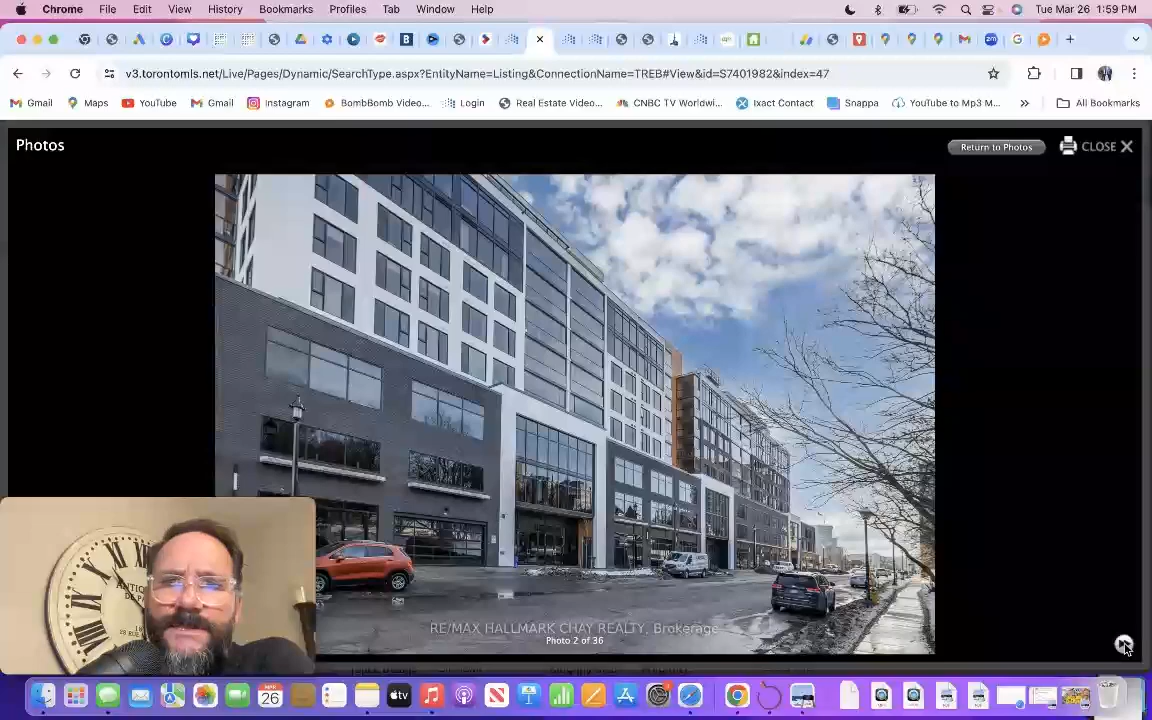 Chrome File Edit View History Bookmarks Profiles Tab Window Help
Tue Mar 26 1:59 PM
v3.torontomls.net/Live/Pages/Dynamic/SearchType.aspx?EntityName=Listing&ConnectionName=TREB#View&id=S7401982&index=47
Gmail Maps YouTube Gmail Instagram BombBomb Video... Login Real Estate Video... CNBC TV Worldwi... Ixact Contact Snappa YouTube to Mp3 M... » All Bookmarks
Photos
Return to Photos CLOSE
RE/MAX HALLMARK CHAY REALTY, Brokerage
Photo 2 of 36
MAR
26
tv